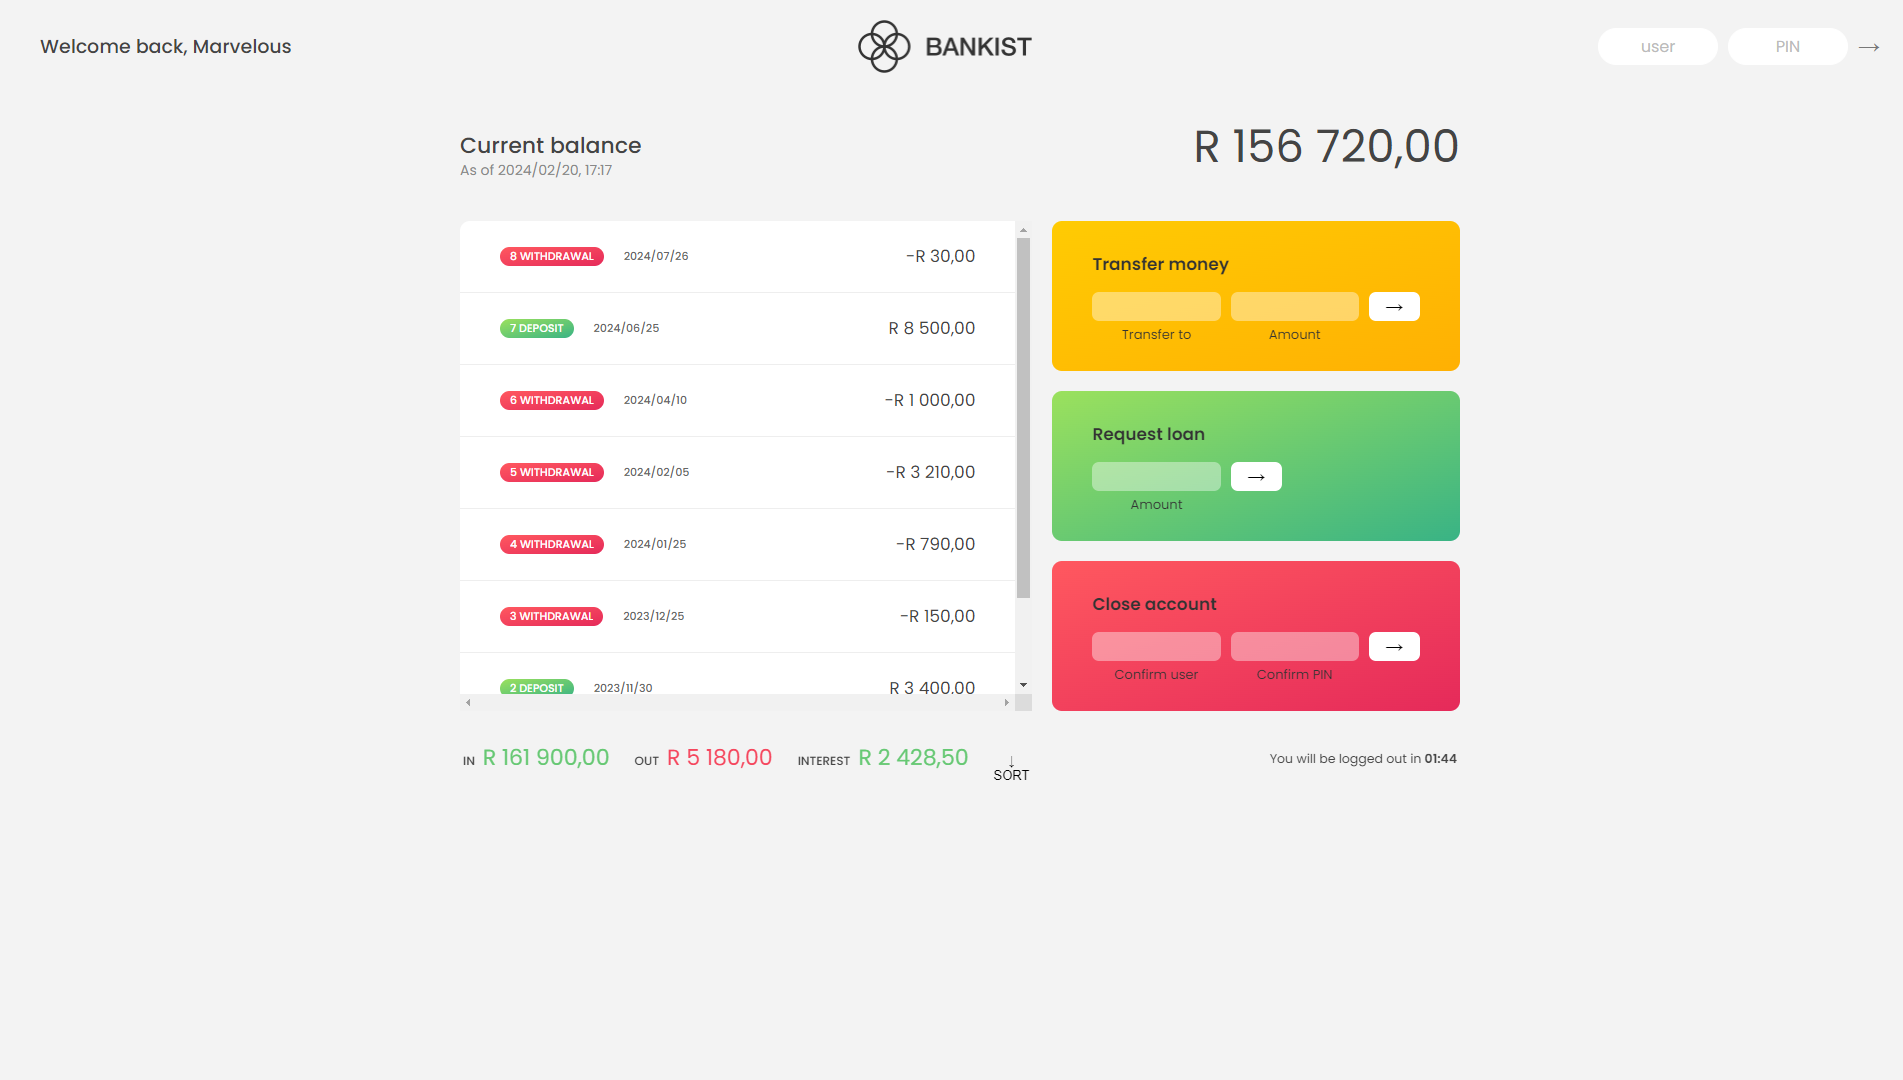 Welcome back, Marvelous
BANKIST
user
PIN
→
Current balance
As of 2024/02/20, 17:17
R 156 720,00
8 WITHDRAWAL 2024/07/26 -R 30,00
7 DEPOSIT 2024/06/25 R 8 500,00
6 WITHDRAWAL 2024/04/10 -R 1 000,00
5 WITHDRAWAL 2024/02/05 -R 3 210,00
4 WITHDRAWAL 2024/01/25 -R 790,00
3 WITHDRAWAL 2023/12/25 -R 150,00
2 DEPOSIT 2023/11/30 R 3 400,00
Transfer money
→
Transfer to Amount
Request loan
→
Amount
Close account
→
Confirm user Confirm PIN
IN R 161 900,00 OUT R 5 180,00 INTEREST R 2 428,50
↓
SORT
You will be logged out in 01:44